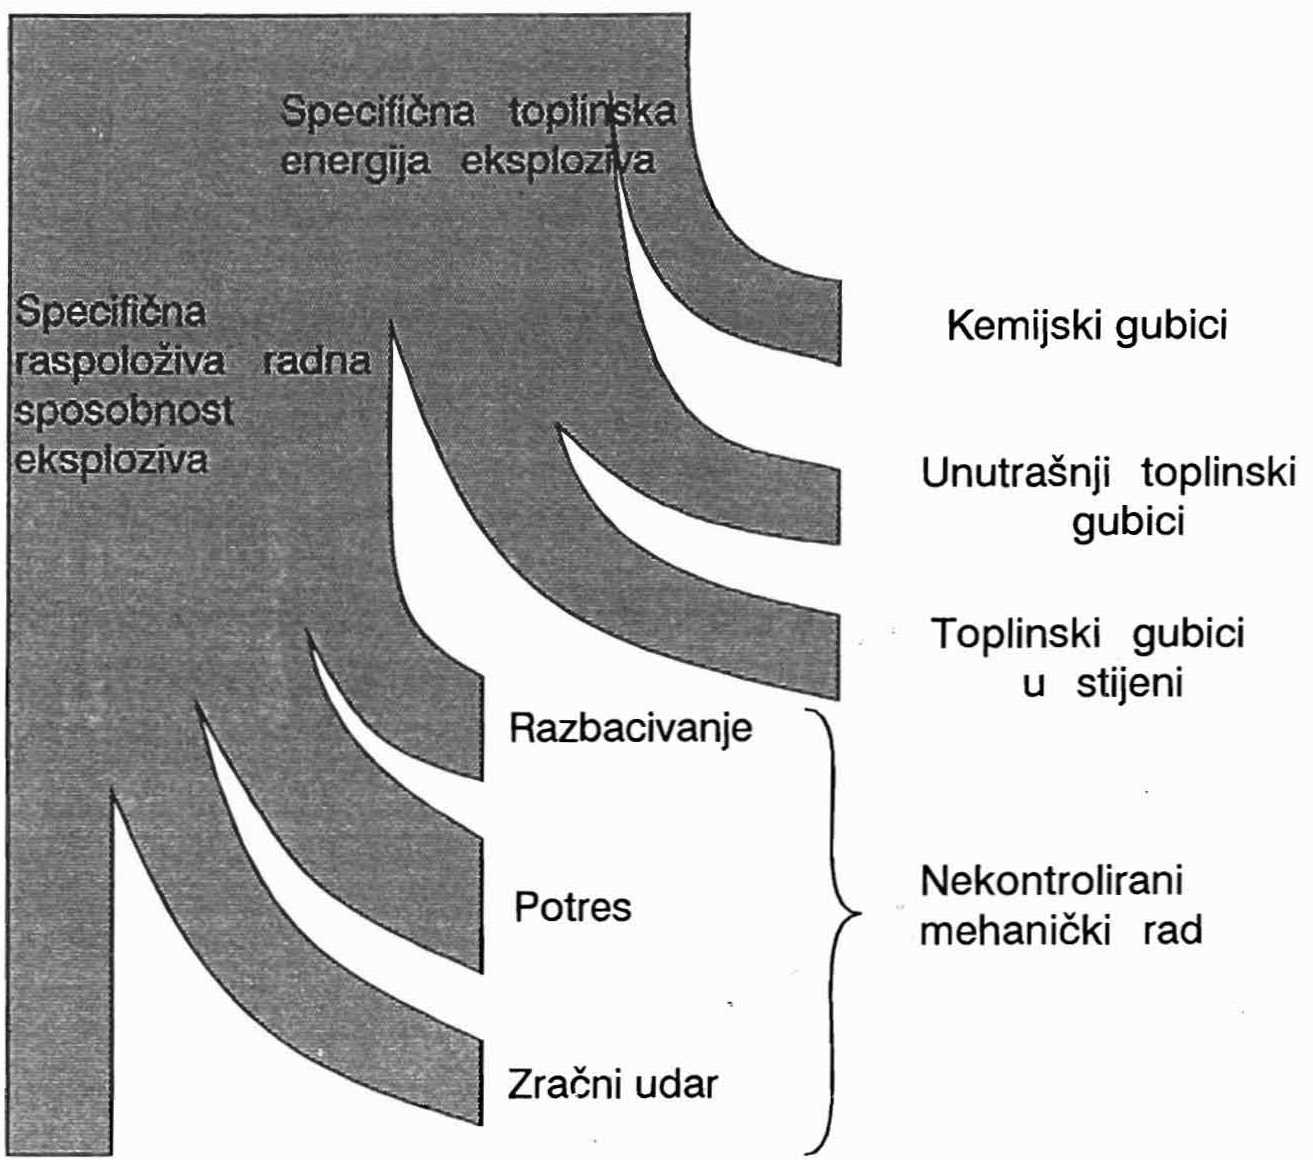 Specifična toplinska
energija eksploziva
Specifična
raspoloživa radna
sposobnost
eksploziva
Kemijski gubici
Unutrašnji toplinski
gubici
Toplinski gubici
u stijeni
Razbacivanje
Potres
Zračni udar
Nekontrolirani
mehanički rad